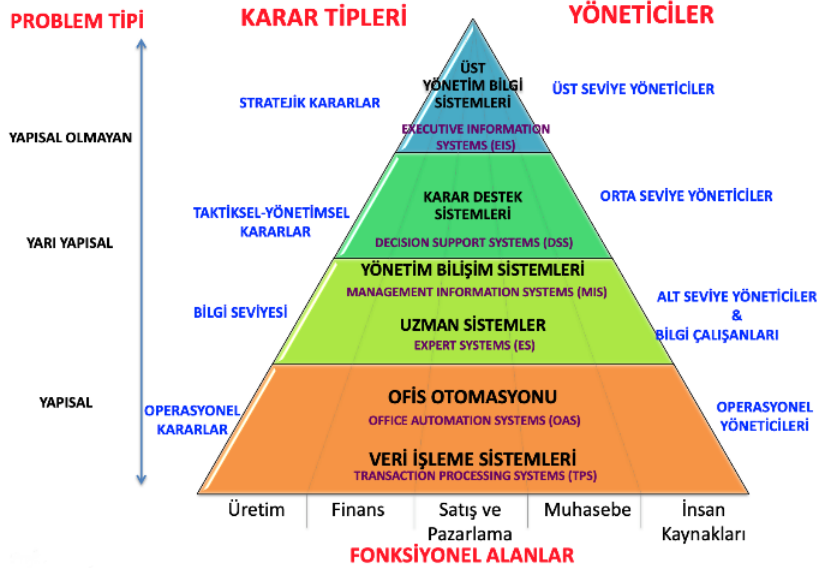 PROBLEM TİPİ
KARAR TİPLERİ
YÖNETİCİLER
ÜST
YÖNETİM BİLGİ
SİSTEMLERİ
EXECUTIVE INFORMATION
SYSTEMS (EIS)
STRATEJİK KARARLAR
ÜST SEVİYE YÖNETİCİLER
YAPISAL OLMAYAN
KARAR DESTEK
SİSTEMLERİ
DECISION SUPPORT SYSTEMS (DSS)
TAKTİKSEL-YÖNETİMSEL
KARARLAR
ORTA SEVİYE YÖNETİCİLER
YARI YAPISAL
YÖNETİM BİLİŞİM SİSTEMLERİ
MANAGEMENT INFORMATION SYSTEMS (MIS)
UZMAN SİSTEMLER
EXPERT SYSTEMS (ES)
BİLGİ SEVİYESİ
ALT SEVİYE YÖNETİCİLER
&
BİLGİ ÇALIŞANLARI
YAPISAL
OFİS OTOMASYONU
OFFICE AUTOMATION SYSTEMS (OAS)
VERİ İŞLEME SİSTEMLERİ
TRANSACTION PROCESSING SYSTEMS (TPS)
OPERASYONEL
KARARLAR
OPERASYONEL
YÖNETİCİLERİ
Üretim
Finans
Satış ve
Pazarlama
Muhasebe
İnsan
Kaynakları
FONKSİYONEL ALANLAR